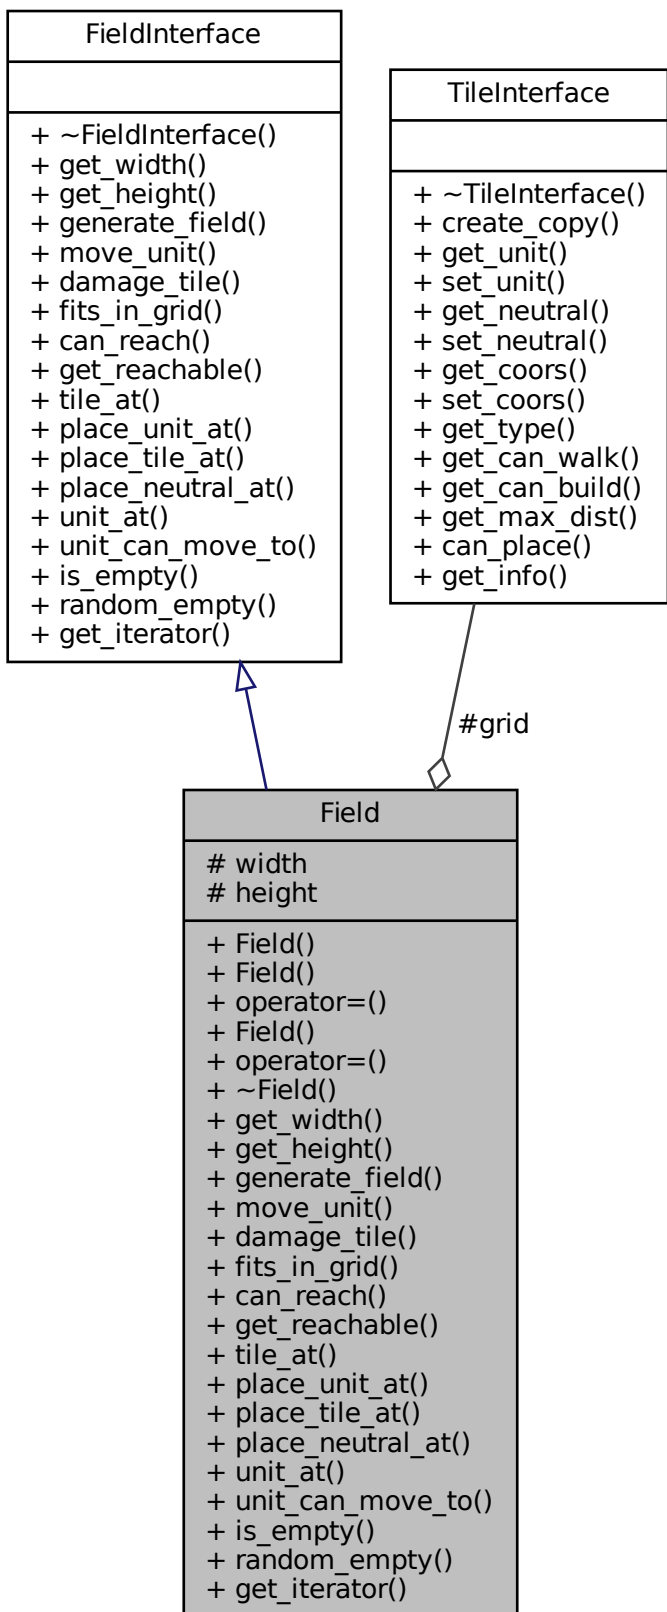 FieldInterface
+ ~FieldInterface()
+ get_width()
+ get_height()
+ generate_field()
+ move_unit()
+ damage_tile()
+ fits_in_grid()
+ can_reach()
+ get_reachable()
+ tile_at()
+ place_unit_at()
+ place_tile_at()
+ place_neutral_at()
+ unit_at()
+ unit_can_move_to()
+ is_empty()
+ random_empty()
+ get_iterator()
TileInterface
+ ~TileInterface()
+ create_copy()
+ get_unit()
+ set_unit()
+ get_neutral()
+ set_neutral()
+ get_coors()
+ set_coors()
+ get_type()
+ get_can_walk()
+ get_can_build()
+ get_max_dist()
+ can_place()
+ get_info()
#grid
Field
# width
# height
+ Field()
+ Field()
+ operator=()
+ Field()
+ operator=()
+ ~Field()
+ get_width()
+ get_height()
+ generate_field()
+ move_unit()
+ damage_tile()
+ fits_in_grid()
+ can_reach()
+ get_reachable()
+ tile_at()
+ place_unit_at()
+ place_tile_at()
+ place_neutral_at()
+ unit_at()
+ unit_can_move_to()
+ is_empty()
+ random_empty()
+ get_iterator()